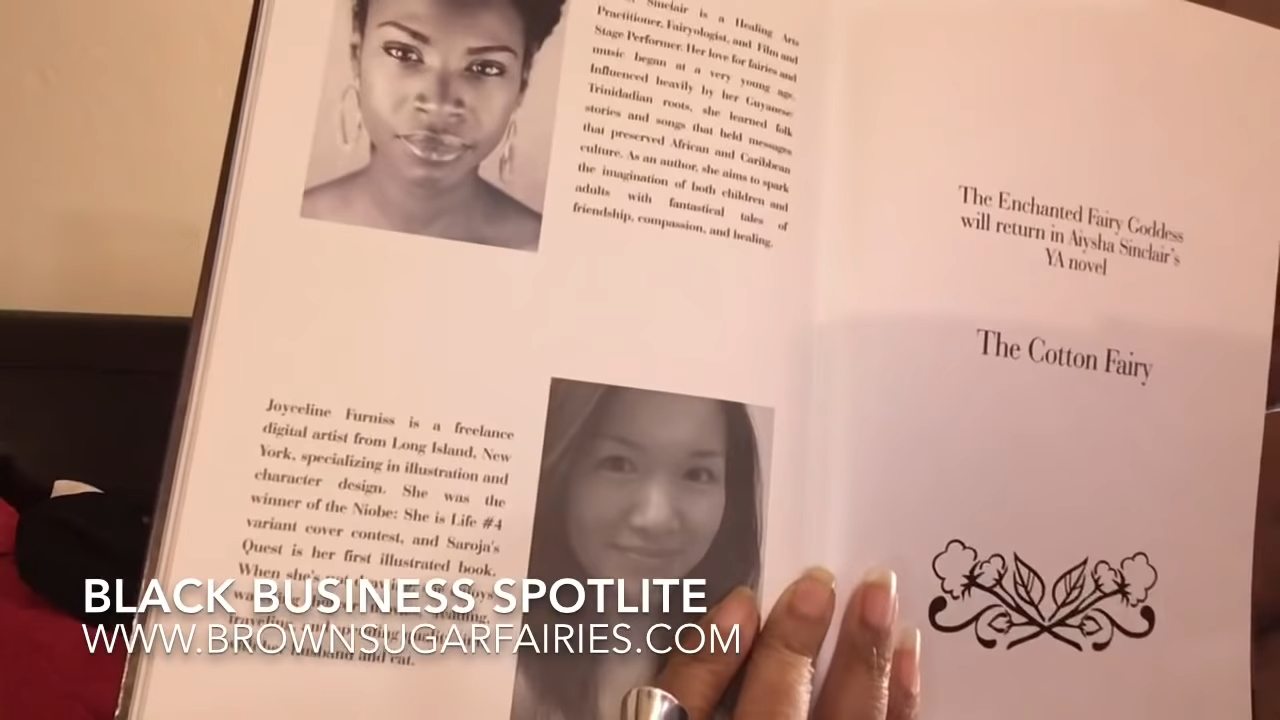 Sinclair is a Healing Arts
Practitioner, Fairyologist, and Film and
Stage Performer. Her love for fairies and
music began at a very young age.
Influenced heavily by her Guyanese
Trinidadian roots, she learned folk
stories and songs that held messages
that preserved African and Caribbean
culture. As an author, she aims to spark
the imagination of both children and
adults with fantastical tales of
friendship, compassion, and healing.
Joyceline Furniss is a freelance
digital artist from Long Island, New
York, specializing in illustration and
character design. She was the
winner of the Niobe: She is Life #4
variant cover contest, and Saroja's
Quest is her first illustrated book.
When she's
reading,
husband and cat.
The Enchanted Fairy Goddess
will return in Aiysha Sinclair's
YA novel
The Cotton Fairy
BLACK BUSINESS SPOTLITE
WWW.BROWNSUGARFAIRIES.COM